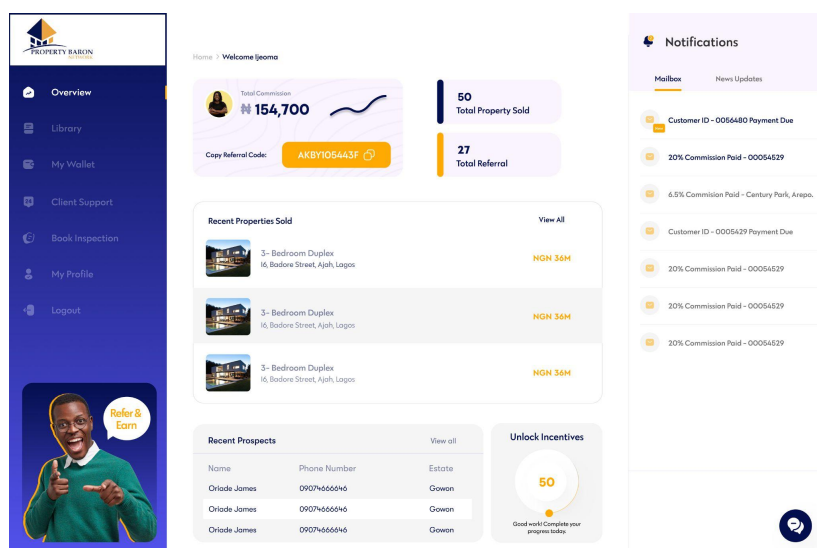 PROPERTY BARON
NETWORK
Overview
Library
My Wallet
Client Support
Book Inspection
My Profile
Logout
Refer &
Earn
Home > Welcome Ijeoma
Total Commission
₦ 154,700
Copy Referral Code:
AKBY105443F
50
Total Property Sold
27
Total Referral
Recent Properties Sold
View All
3- Bedroom Duplex
16, Badore Street, Ajah, Lagos
NGN 36M
3- Bedroom Duplex
16, Badore Street, Ajah, Lagos
NGN 36M
3- Bedroom Duplex
16, Badore Street, Ajah, Lagos
NGN 36M
Recent Prospects
View all
Name Phone Number Estate
Oriade James 09074666646 Gowon
Oriade James 09074666646 Gowon
Oriade James 09074666646 Gowon
Unlock Incentives
50
Good work! Complete your
progress today.
Notifications
Mailbox
News Updates
Customer ID - 0056480 Payment Due
New
20% Commission Paid - 00054529
6.5% Commision Paid - Century Park, Arepo.
Customer ID - 0005429 Payment Due
20% Commission Paid - 00054529
20% Commission Paid - 00054529
20% Commission Paid - 00054529